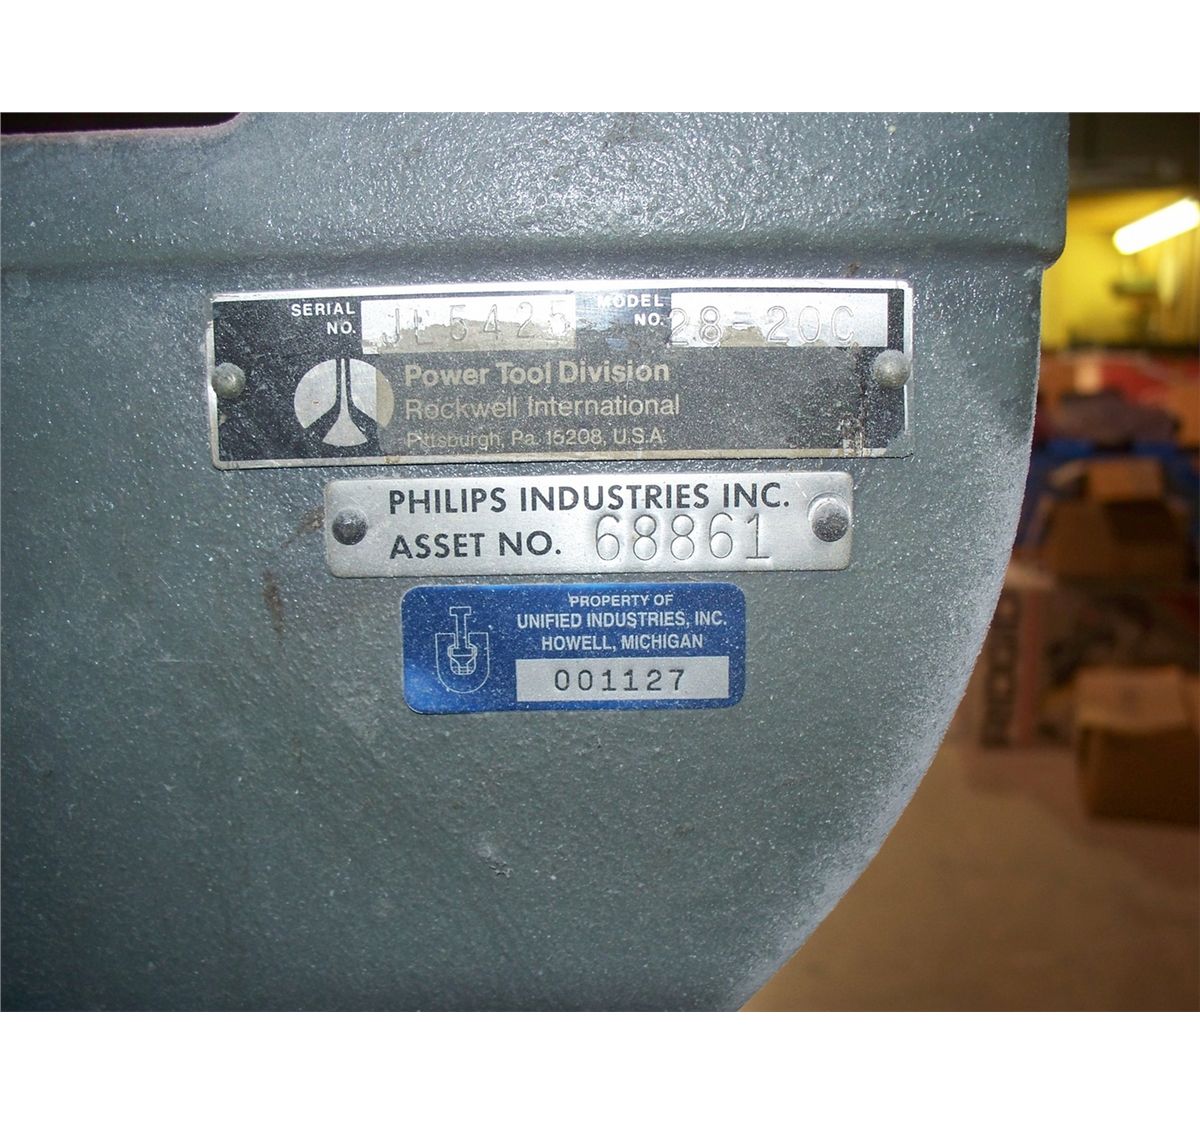 SERIAL NO. JL5425 MODEL NO. 28-20C
Power Tool Division
Rockwell International
Pittsburgh, Pa. 15208, U.S.A.
PHILIPS INDUSTRIES INC.
ASSET NO. 68861
PROPERTY OF
UNIFIED INDUSTRIES, INC.
HOWELL, MICHIGAN
001127